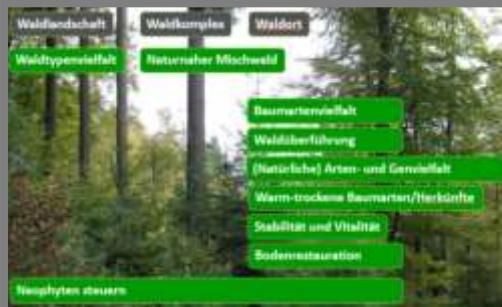 Waldlandschaft Waldkomplex Waldort
Waldtypenvielfalt Naturnaher Mischwald
Baumartenvielfalt
Waldüberführung
(Natürliche) Arten- und Genvielfalt
Warm-trockene Baumarten/Herkünfte
Stabilität und Vitalität
Bodenrestauration
Neophyten steuern